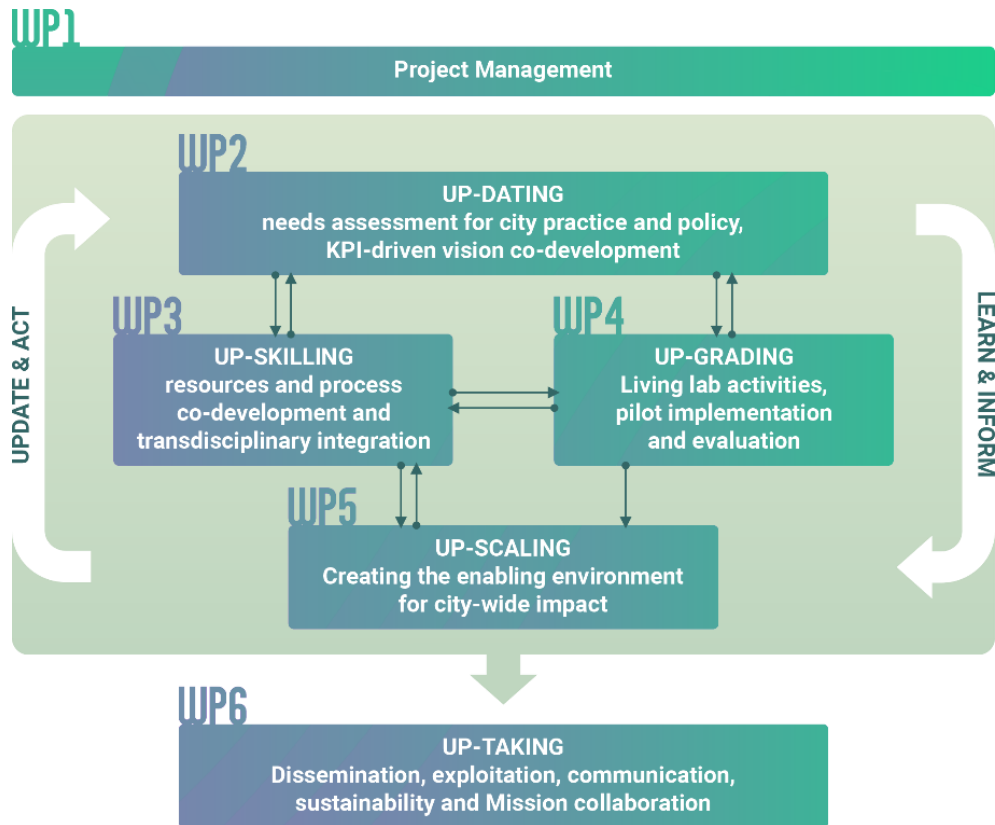 WP1
Project Management
WP2
UP-DATING
needs assessment for city practice and policy,
KPI-driven vision co-development
UPDATE & ACT
LEARN & INFORM
WP3
UP-SKILLING
resources and process
co-development and
transdisciplinary integration
WP4
UP-GRADING
Living lab activities,
pilot implementation
and evaluation
WP5
UP-SCALING
Creating the enabling environment
for city-wide impact
WP6
UP-TAKING
Dissemination, exploitation, communication,
sustainability and Mission collaboration